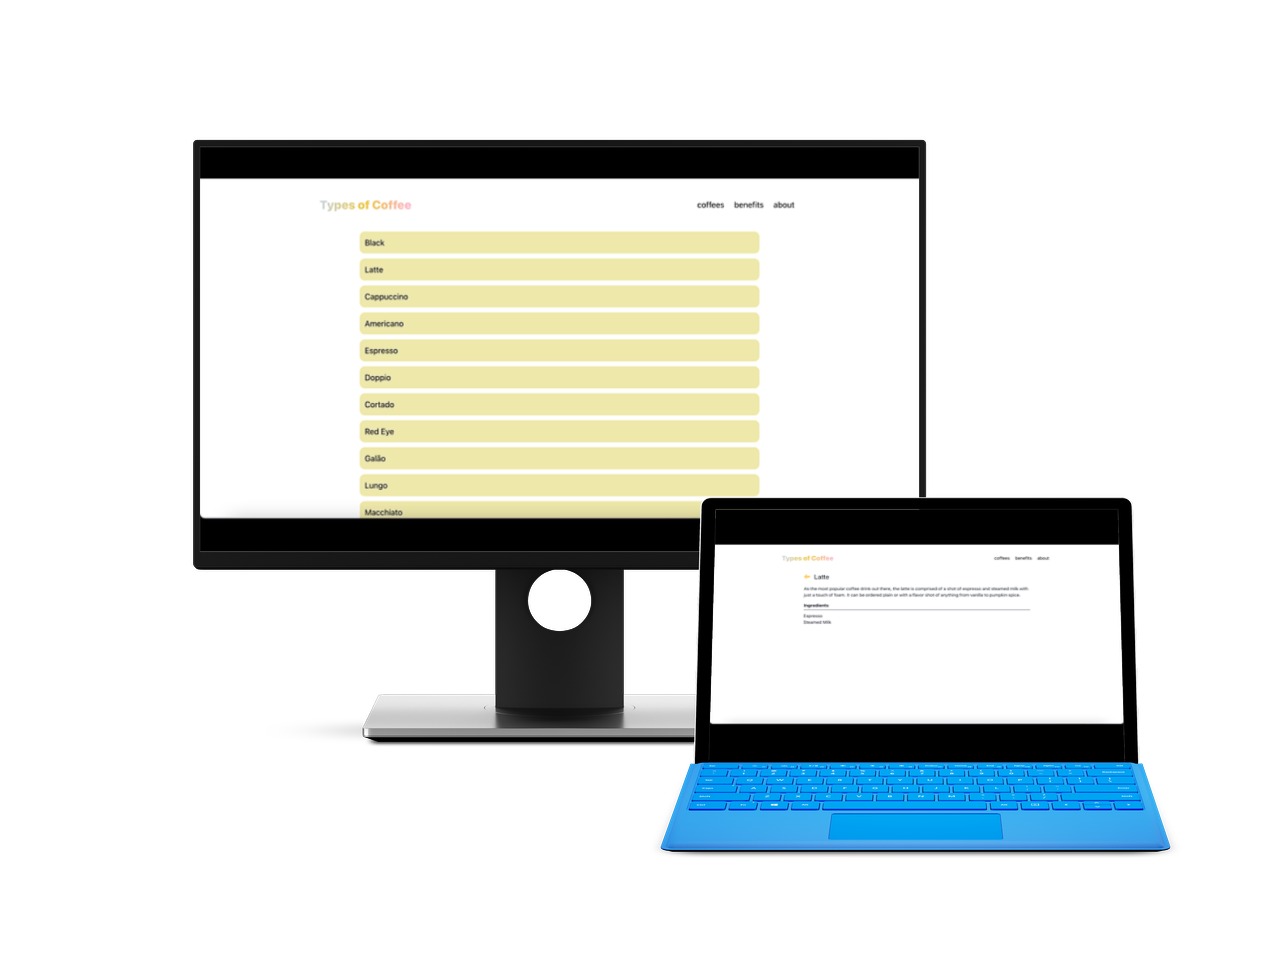 Types of Coffee
coffees benefits about
Black
Latte
Cappuccino
Americano
Espresso
Doppio
Cortado
Red Eye
Galão
Lungo
Macchiato
Types of Coffee
coffees benefits about
← Latte
As the most popular coffee drink out there, the latte is comprised of a shot of espresso and steamed milk with
just a touch of foam. It can be ordered plain or with a flavor shot of anything from vanilla to pumpkin spice.
Ingredients
Espresso
Steamed Milk